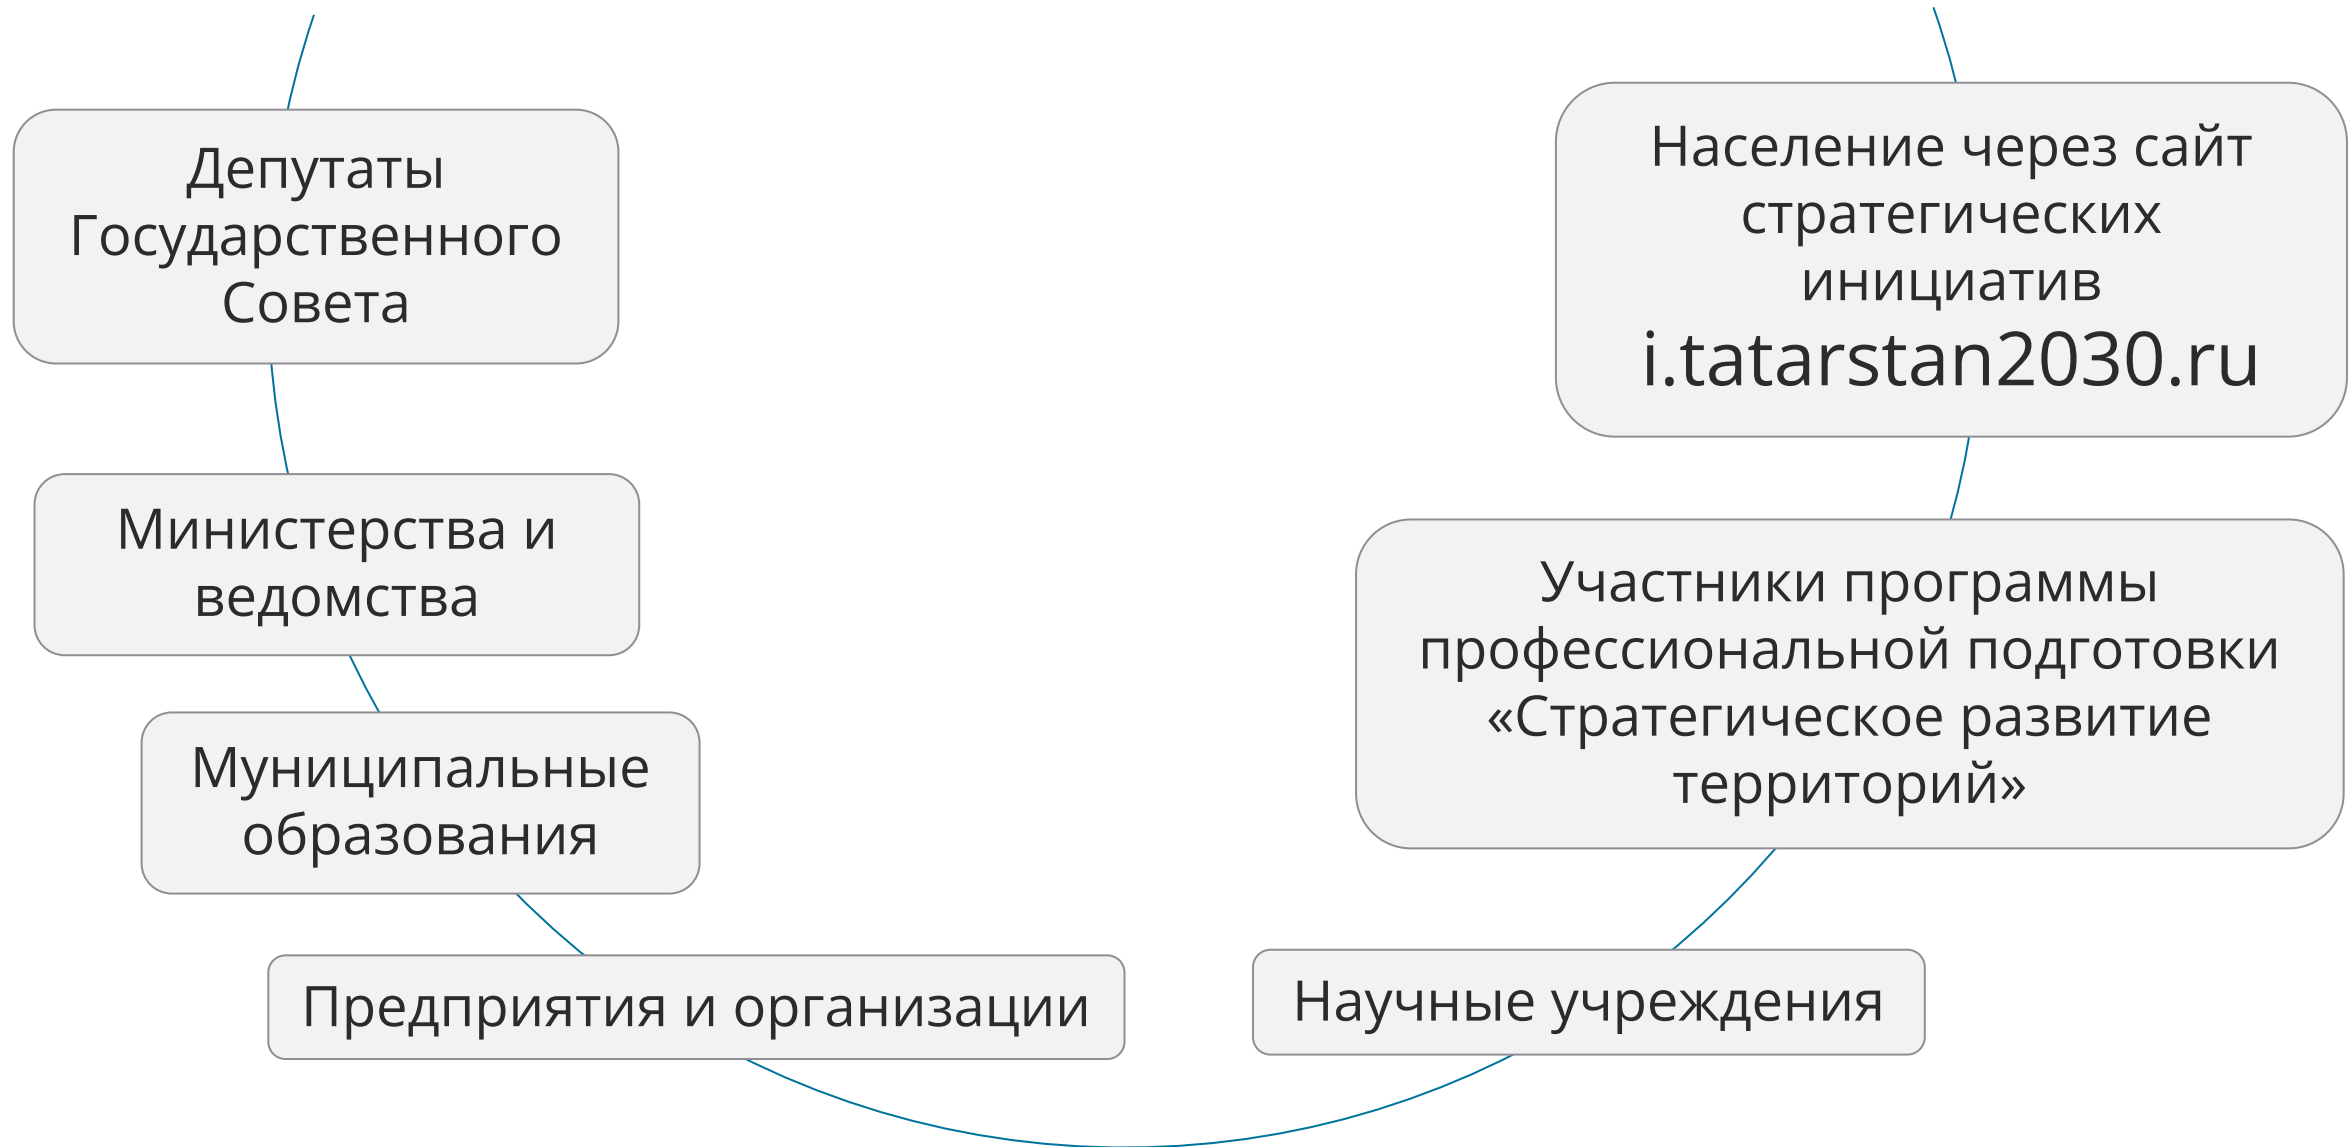 Депутаты
Государственного
Совета
Министерства и
ведомства
Муниципальные
образования
Предприятия и организации
Население через сайт
стратегических
инициатив
i.tatarstan2030.ru
Участники программы
профессиональной подготовки
«Стратегическое развитие
территорий»
Научные учреждения